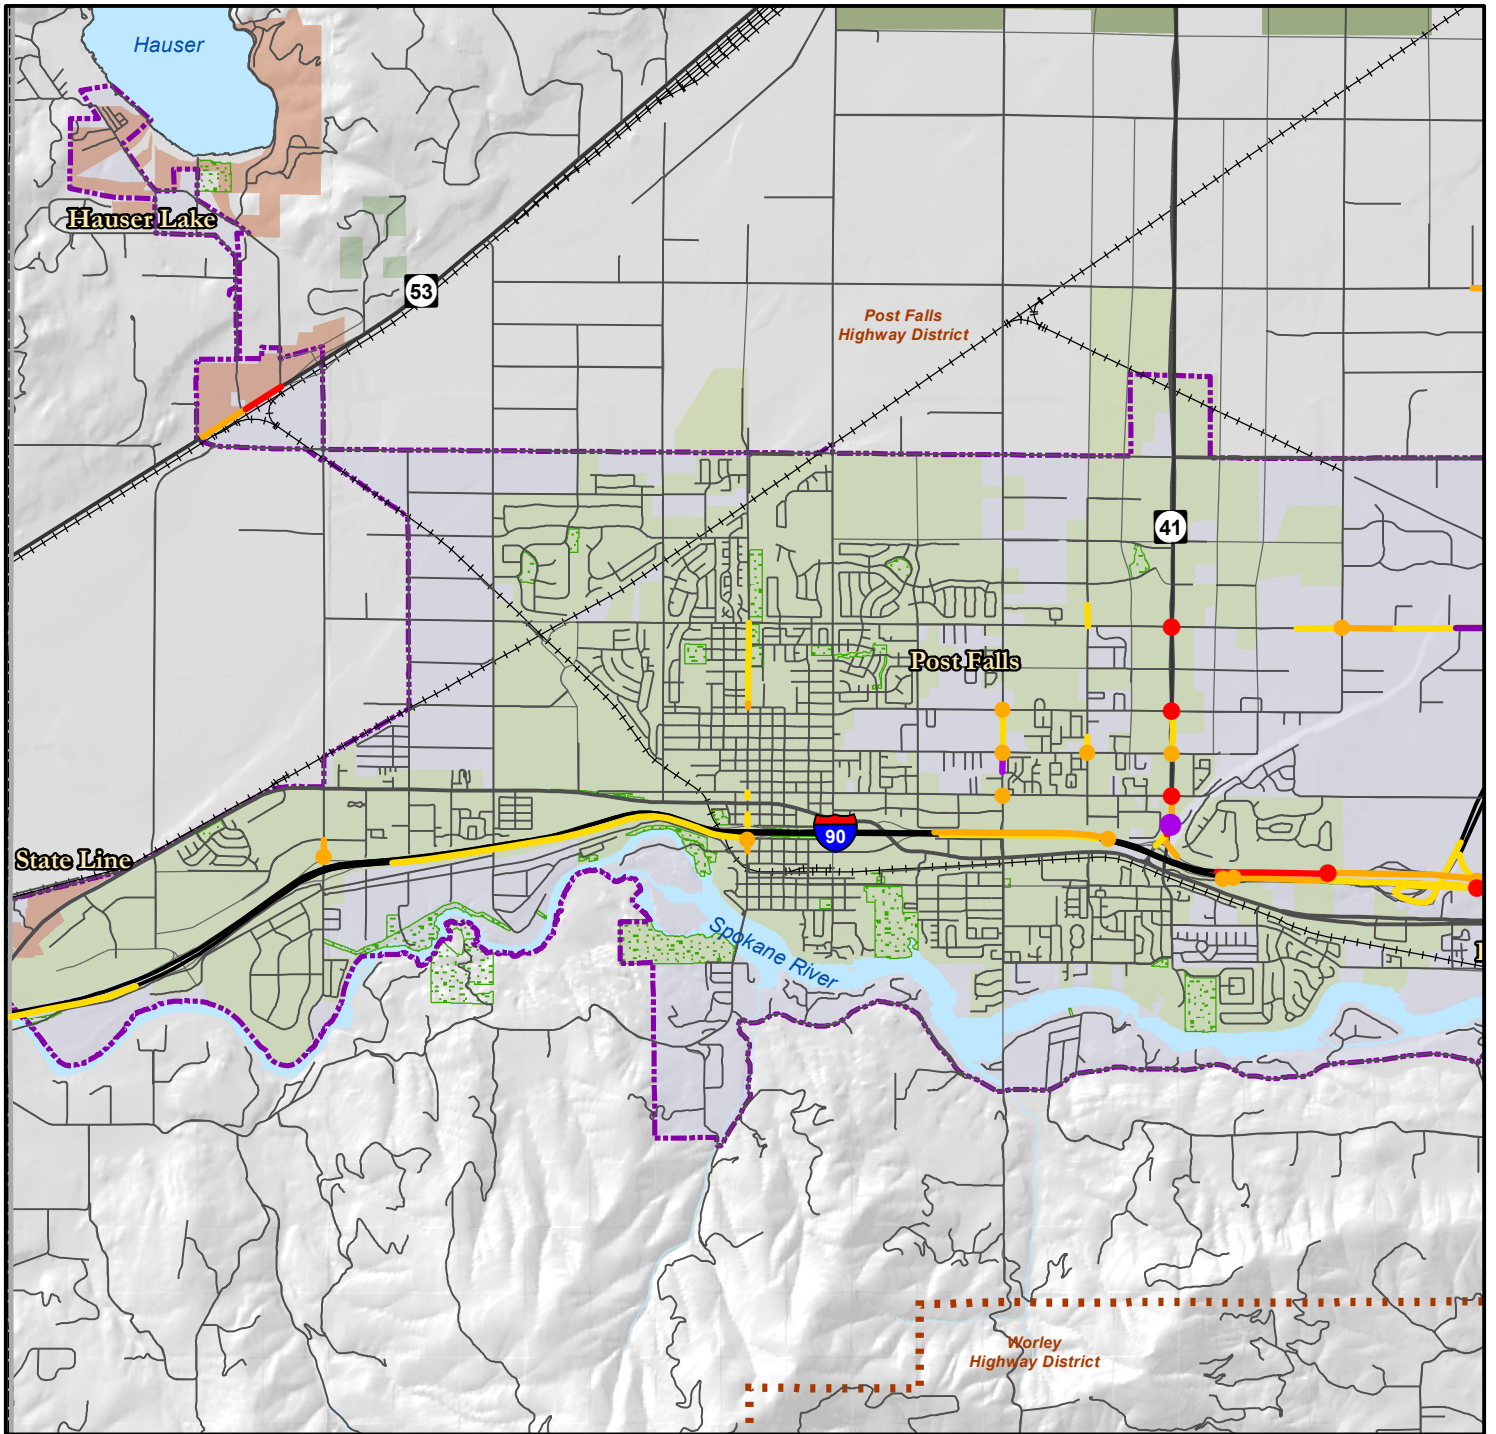 Hauser
Hauser Lake
53
Post Falls
Highway District
41
Post Falls
90
State Line
Spokane River
Worley
Highway District